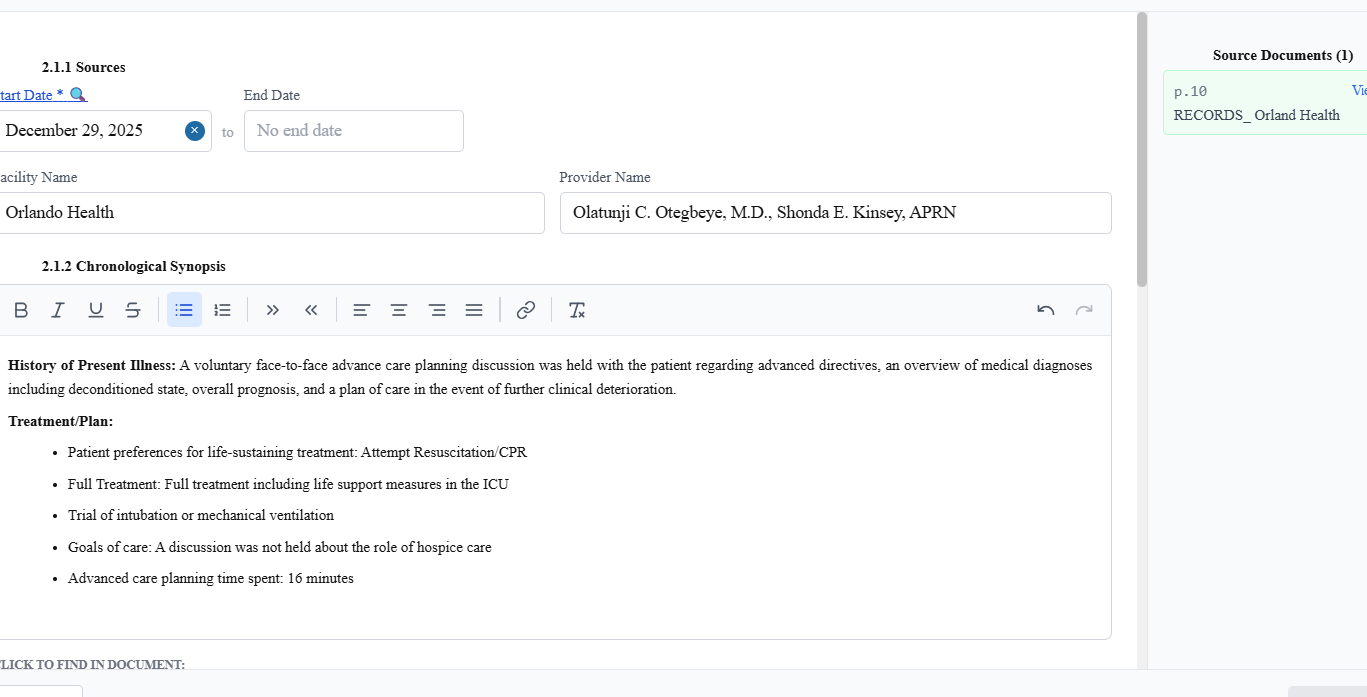 2.1.1 Sources
tart Date *
End Date
December 29, 2025
to
No end date
acility Name
Provider Name
Orlando Health
Olatunji C. Otegbeye, M.D., Shonda E. Kinsey, APRN
2.1.2 Chronological Synopsis
History of Present Illness: A voluntary face-to-face advance care planning discussion was held with the patient regarding advanced directives, an overview of medical diagnoses
including deconditioned state, overall prognosis, and a plan of care in the event of further clinical deterioration.
Treatment/Plan:
• Patient preferences for life-sustaining treatment: Attempt Resuscitation/CPR
• Full Treatment: Full treatment including life support measures in the ICU
• Trial of intubation or mechanical ventilation
• Goals of care: A discussion was not held about the role of hospice care
• Advanced care planning time spent: 16 minutes
LICK TO FIND IN DOCUMENT:
Source Documents (1)
p.10
Vie
RECORDS_ Orland Health